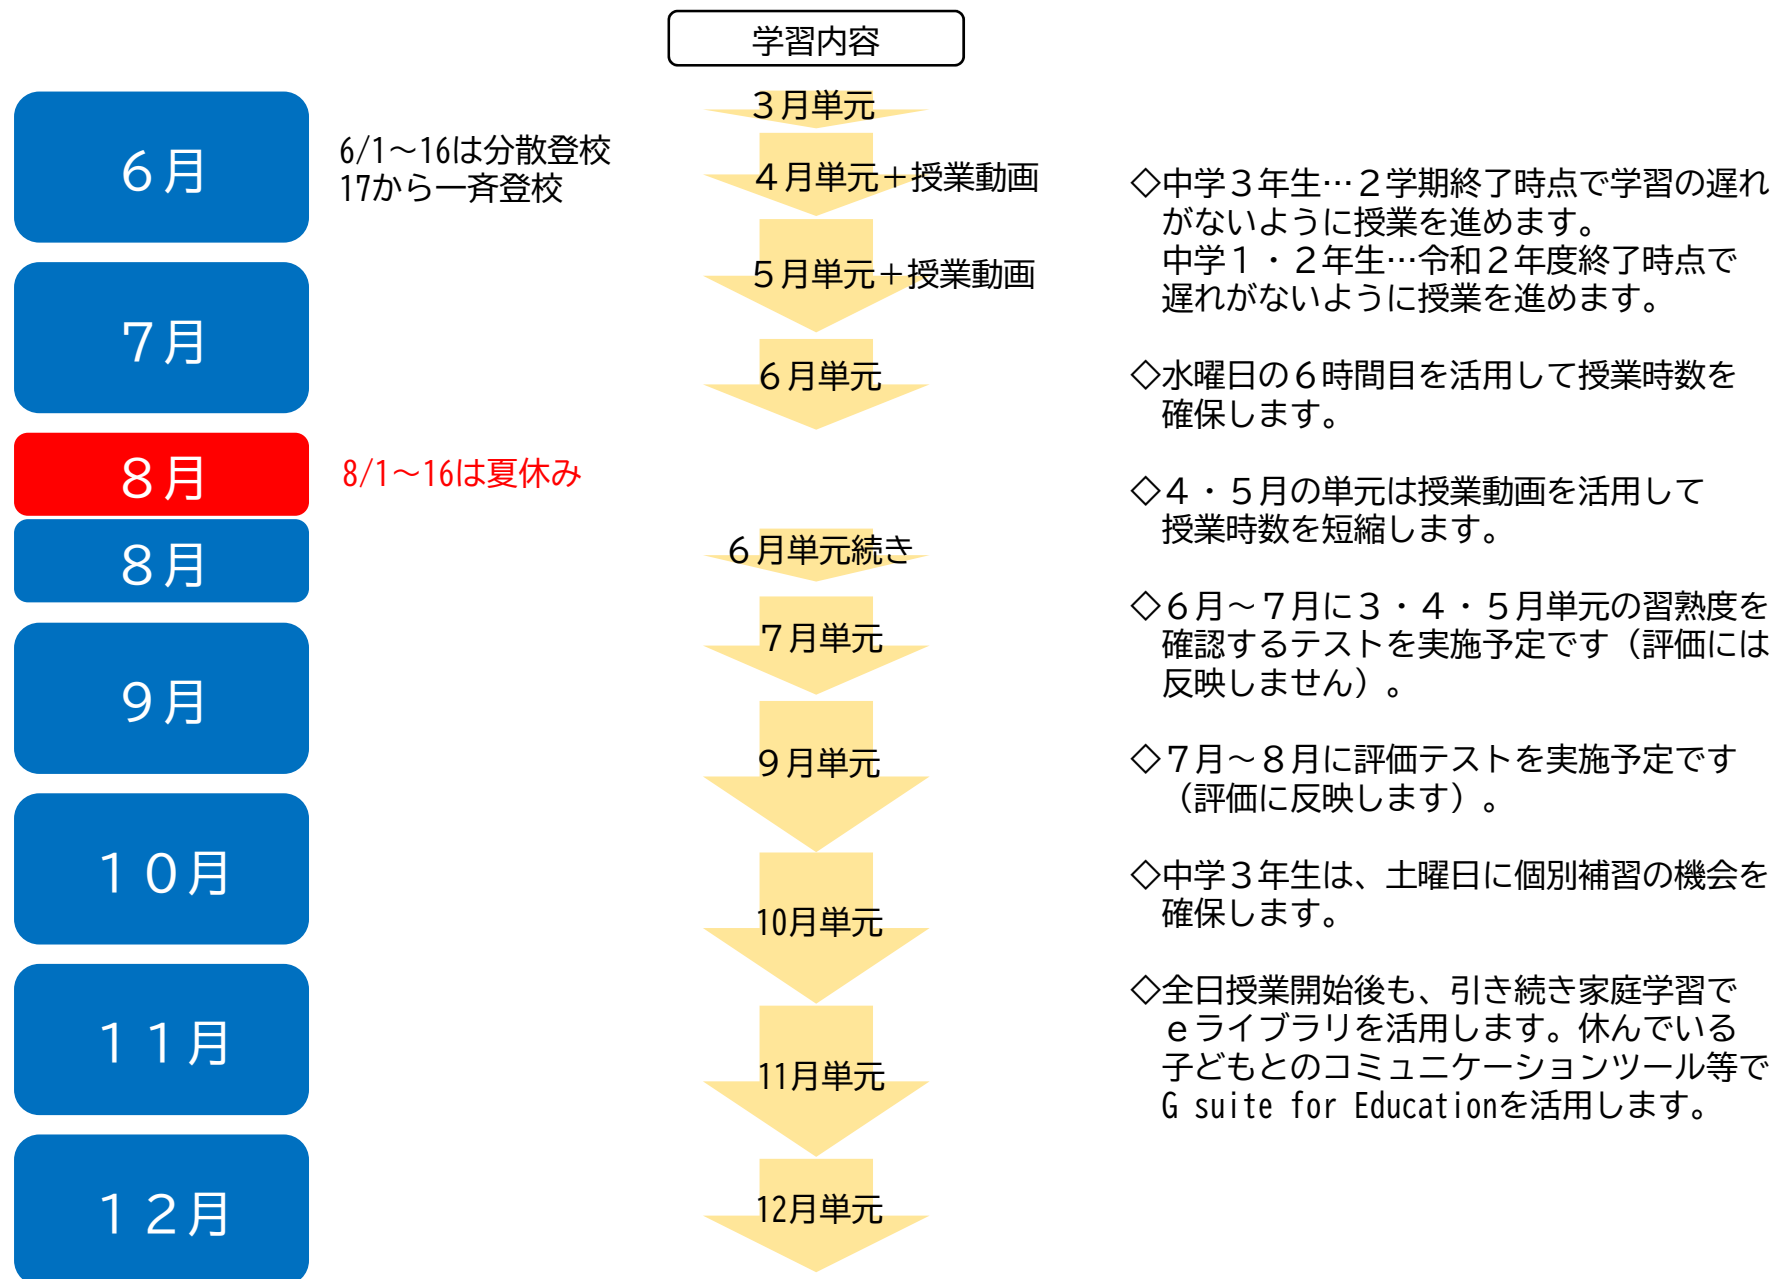 学習内容
６月
6/1～16は分散登校
17から一斉登校
７月
８月
8/1～16は夏休み
８月
９月
１０月
１１月
１２月
３月単元
４月単元＋授業動画
５月単元＋授業動画
６月単元
６月単元続き
７月単元
９月単元
10月単元
11月単元
12月単元
◇中学３年生…２学期終了時点で学習の遅れ
がないように授業を進めます。
中学１・２年生…令和２年度終了時点で
遅れがないように授業を進めます。
◇水曜日の６時間目を活用して授業時数を
確保します。
◇４・５月の単元は授業動画を活用して
授業時数を短縮します。
◇６月～７月に３・４・５月単元の習熟度を
確認するテストを実施予定です（評価には
反映しません）。
◇７月～８月に評価テストを実施予定です
（評価に反映します）。
◇中学３年生は、土曜日に個別補習の機会を
確保します。
◇全日授業開始後も、引き続き家庭学習で
ｅライブラリを活用します。休んでいる
子どもとのコミュニケーションツール等で
G suite for Educationを活用します。